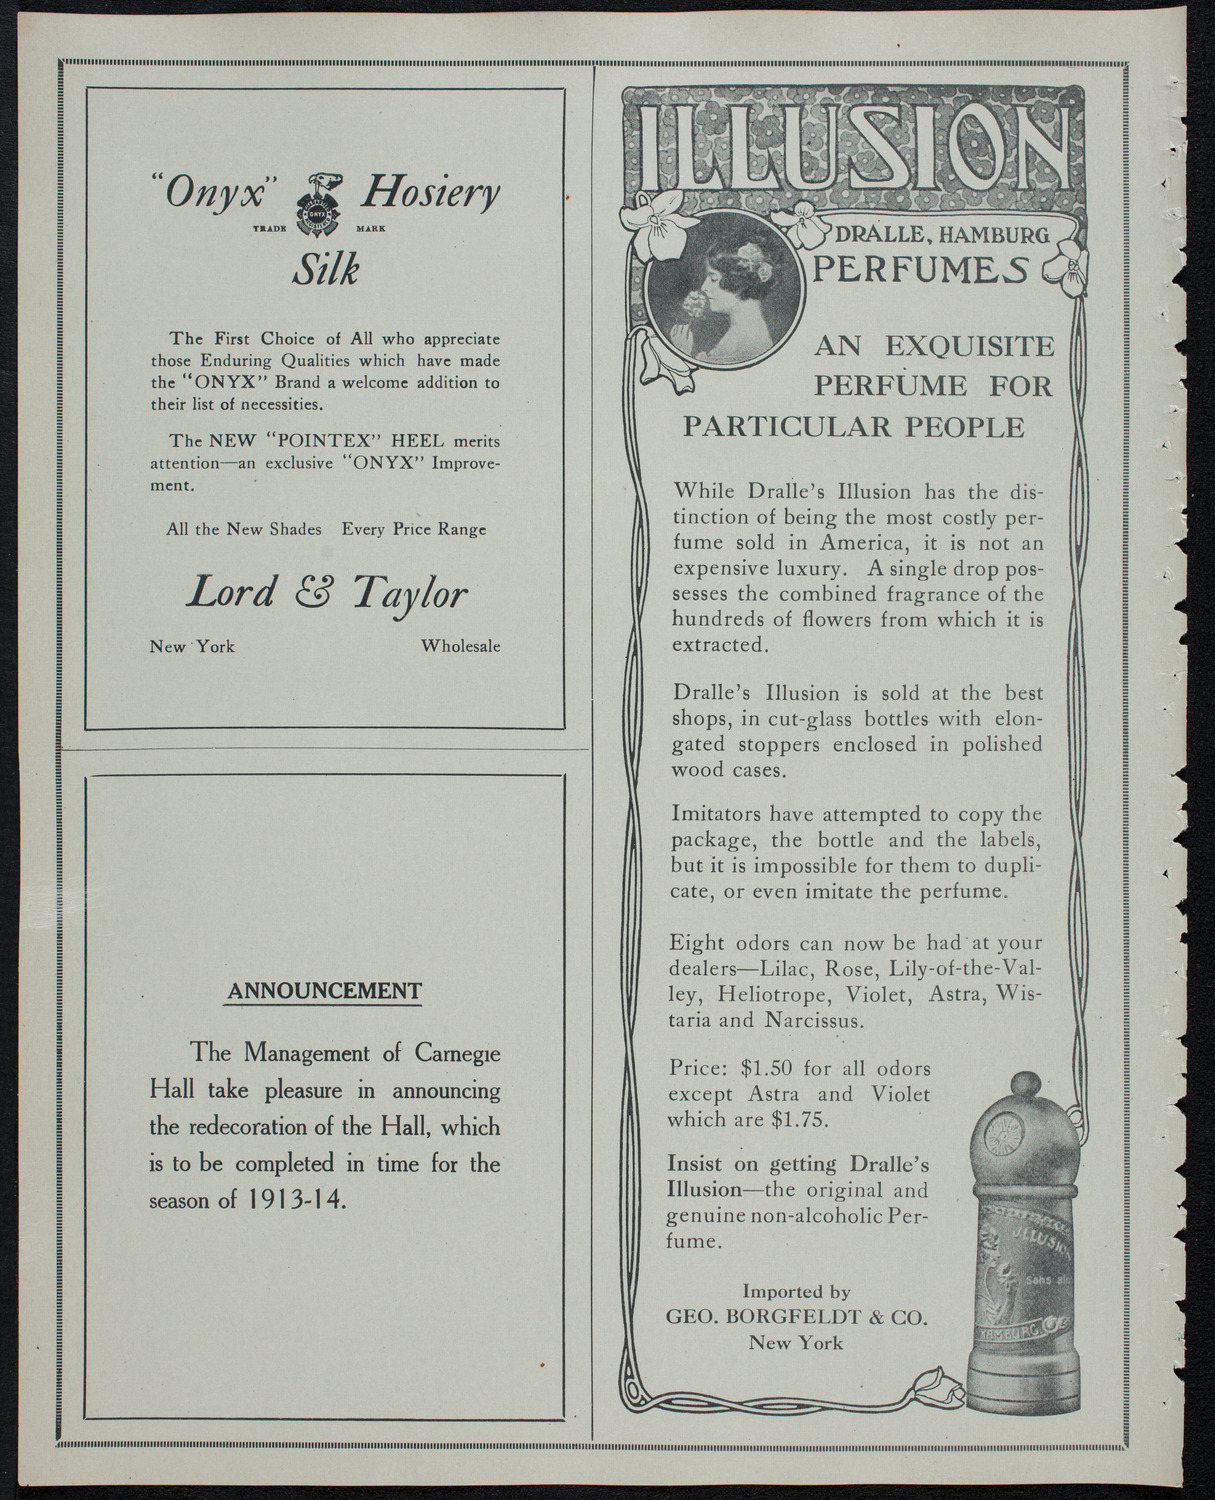 "Onyx" Hosiery
ONYX
TRADE MARK
Silk
The First Choice of All who appreciate
those Enduring Qualities which have made
the "ONYX" Brand a welcome addition to
their list of necessities.
The NEW "POINTEX" HEEL merits
attention—an exclusive "ONYX" Improve-
ment.
All the New Shades Every Price Range
Lord & Taylor
New York Wholesale
ANNOUNCEMENT
The Management of Carnegie
Hall take pleasure in announcing
the redecoration of the Hall, which
is to be completed in time for the
season of 1913-14.
ILLUSION
DRALLE, HAMBURG
PERFUMES
AN EXQUISITE
PERFUME FOR
PARTICULAR PEOPLE
While Dralle's Illusion has the dis-
tinction of being the most costly per-
fume sold in America, it is not an
expensive luxury. A single drop pos-
sesses the combined fragrance of the
hundreds of flowers from which it is
extracted.
Dralle's Illusion is sold at the best
shops, in cut-glass bottles with elon-
gated stoppers enclosed in polished
wood cases.
Imitators have attempted to copy the
package, the bottle and the labels,
but it is impossible for them to dupli-
cate, or even imitate the perfume.
Eight odors can now be had at your
dealers—Lilac, Rose, Lily-of-the-Val-
ley, Heliotrope, Violet, Astra, Wis-
taria and Narcissus.
Price: $1.50 for all odors
except Astra and Violet
which are $1.75.
Insist on getting Dralle's
Illusion—the original and
genuine non-alcoholic Per-
fume.
Imported by
GEO. BORGFELDT & CO.
New York
ILLUSION
HAMBURG